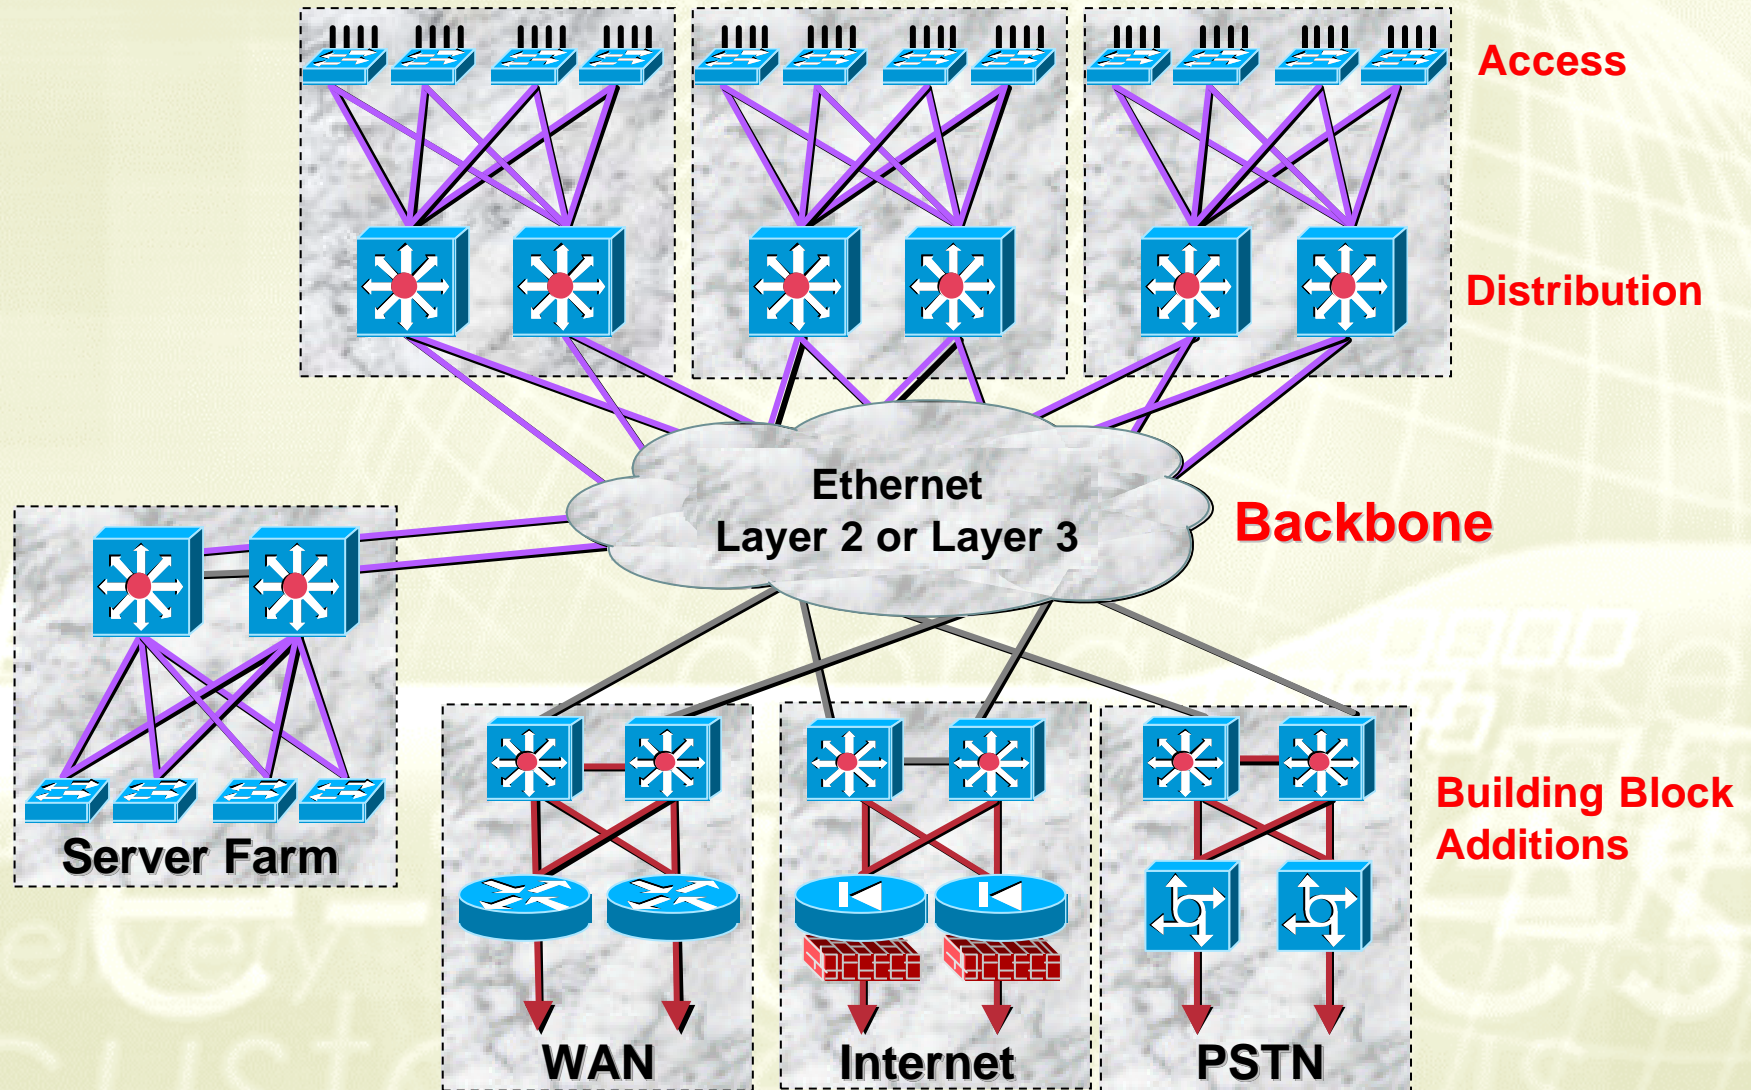 Access
Distribution
Ethernet
Layer 2 or Layer 3
Backbone
Server Farm
Building Block
Additions
WAN
Internet
PSTN